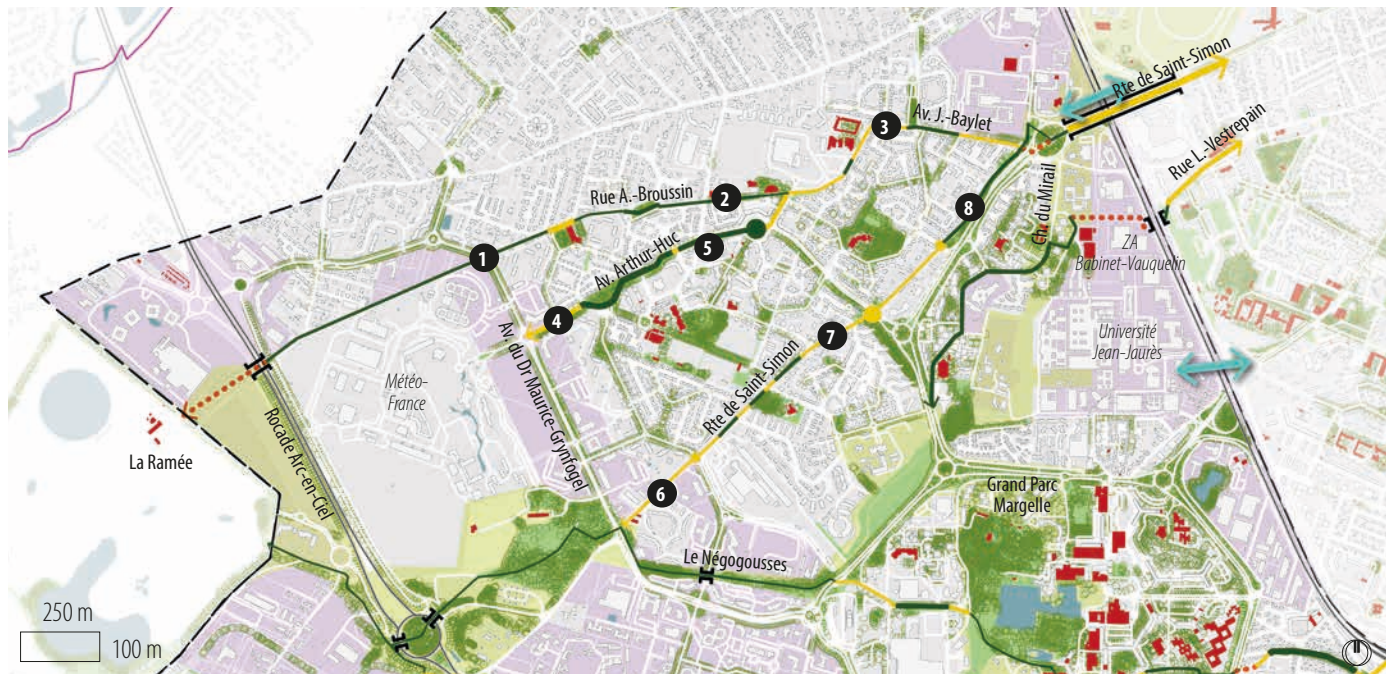 Rte de Saint-Simon
3
Av. J.-Baylet
Rue L.-Vestrepain
Rue A.-Broussin
2
8
Ch. du Mirail
1
Av. Arthur-Huc
5
ZA
Babinet-Vauquelin
4
7
Université
Jean-Jaurès
Météo-
France
Av. du Dr Maurice-Grynfogel
Rte de Saint-Simon
La Ramée
Rocade Arc-en-Ciel
6
Grand Parc
Margelle
Le Négogousses
250 m
100 m